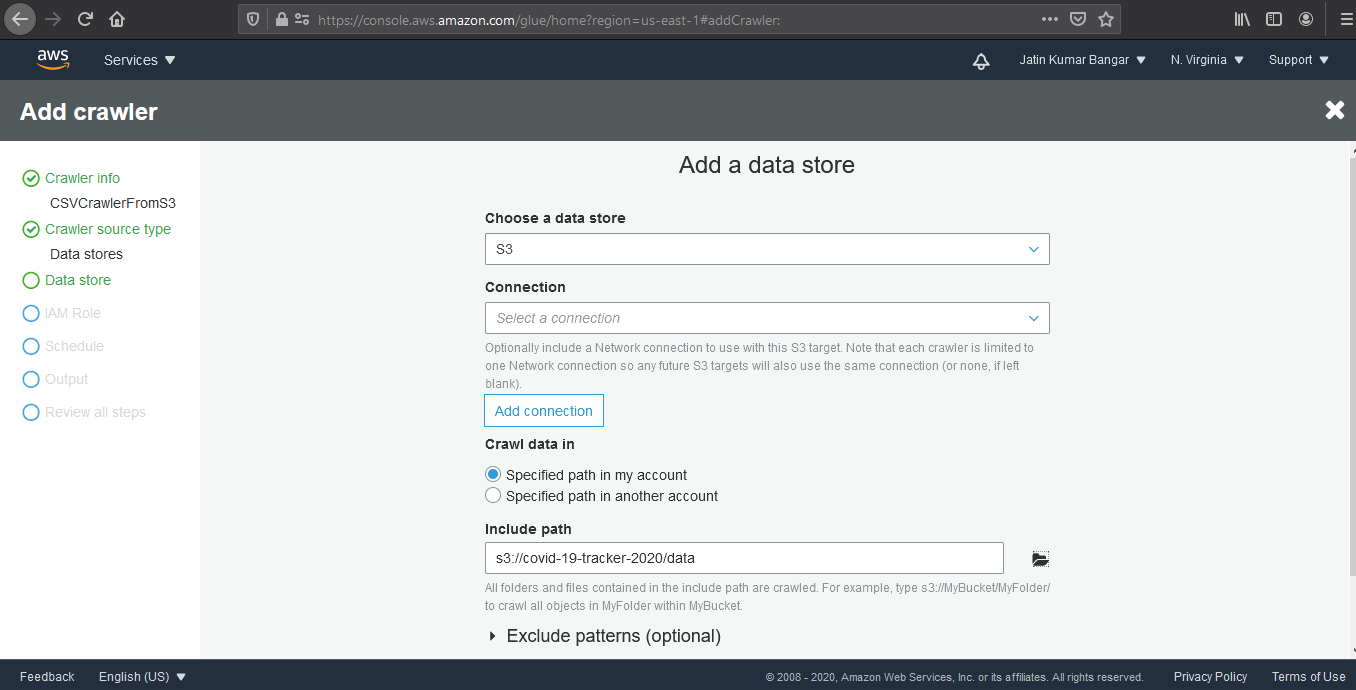 https://console.aws.amazon.com/glue/home?region=us-east-1#addCrawler:
aws
Services
Jatin Kumar Bangar
N. Virginia
Support
Add crawler
Crawler info
CSVCrawlerFromS3
Crawler source type
Data stores
Data store
IAM Role
Schedule
Output
Review all steps
Add a data store
Choose a data store
S3
Connection
Select a connection
Optionally include a Network connection to use with this S3 target. Note that each crawler is limited to
one Network connection so any future S3 targets will also use the same connection (or none, if left
blank).
Add connection
Crawl data in
Specified path in my account
Specified path in another account
Include path
s3://covid-19-tracker-2020/data
All folders and files contained in the include path are crawled. For example, type s3://MyBucket/MyFolder/
to crawl all objects in MyFolder within MyBucket.
Exclude patterns (optional)
Feedback
English (US)
© 2008 - 2020, Amazon Web Services, Inc. or its affiliates. All rights reserved.
Privacy Policy
Terms of Use